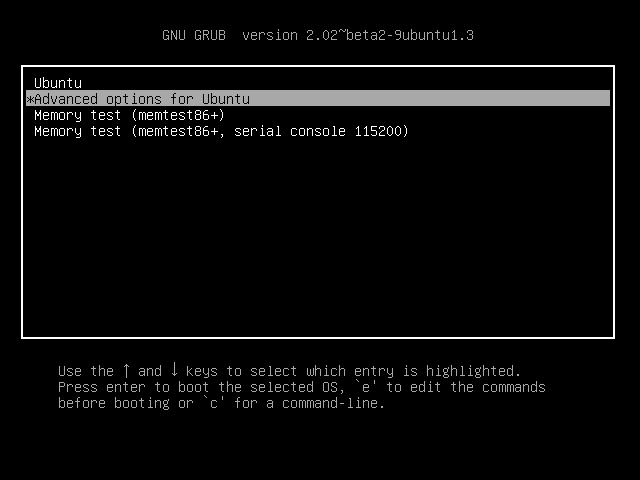 GNU GRUB  version 2.02~beta2-9ubuntu1.3
Ubuntu
*Advanced options for Ubuntu
Memory test (memtest86+)
Memory test (memtest86+, serial console 115200)
Use the ↑ and ↓ keys to select which entry is highlighted.
Press enter to boot the selected OS, `e' to edit the commands
before booting or `c' for a command-line.